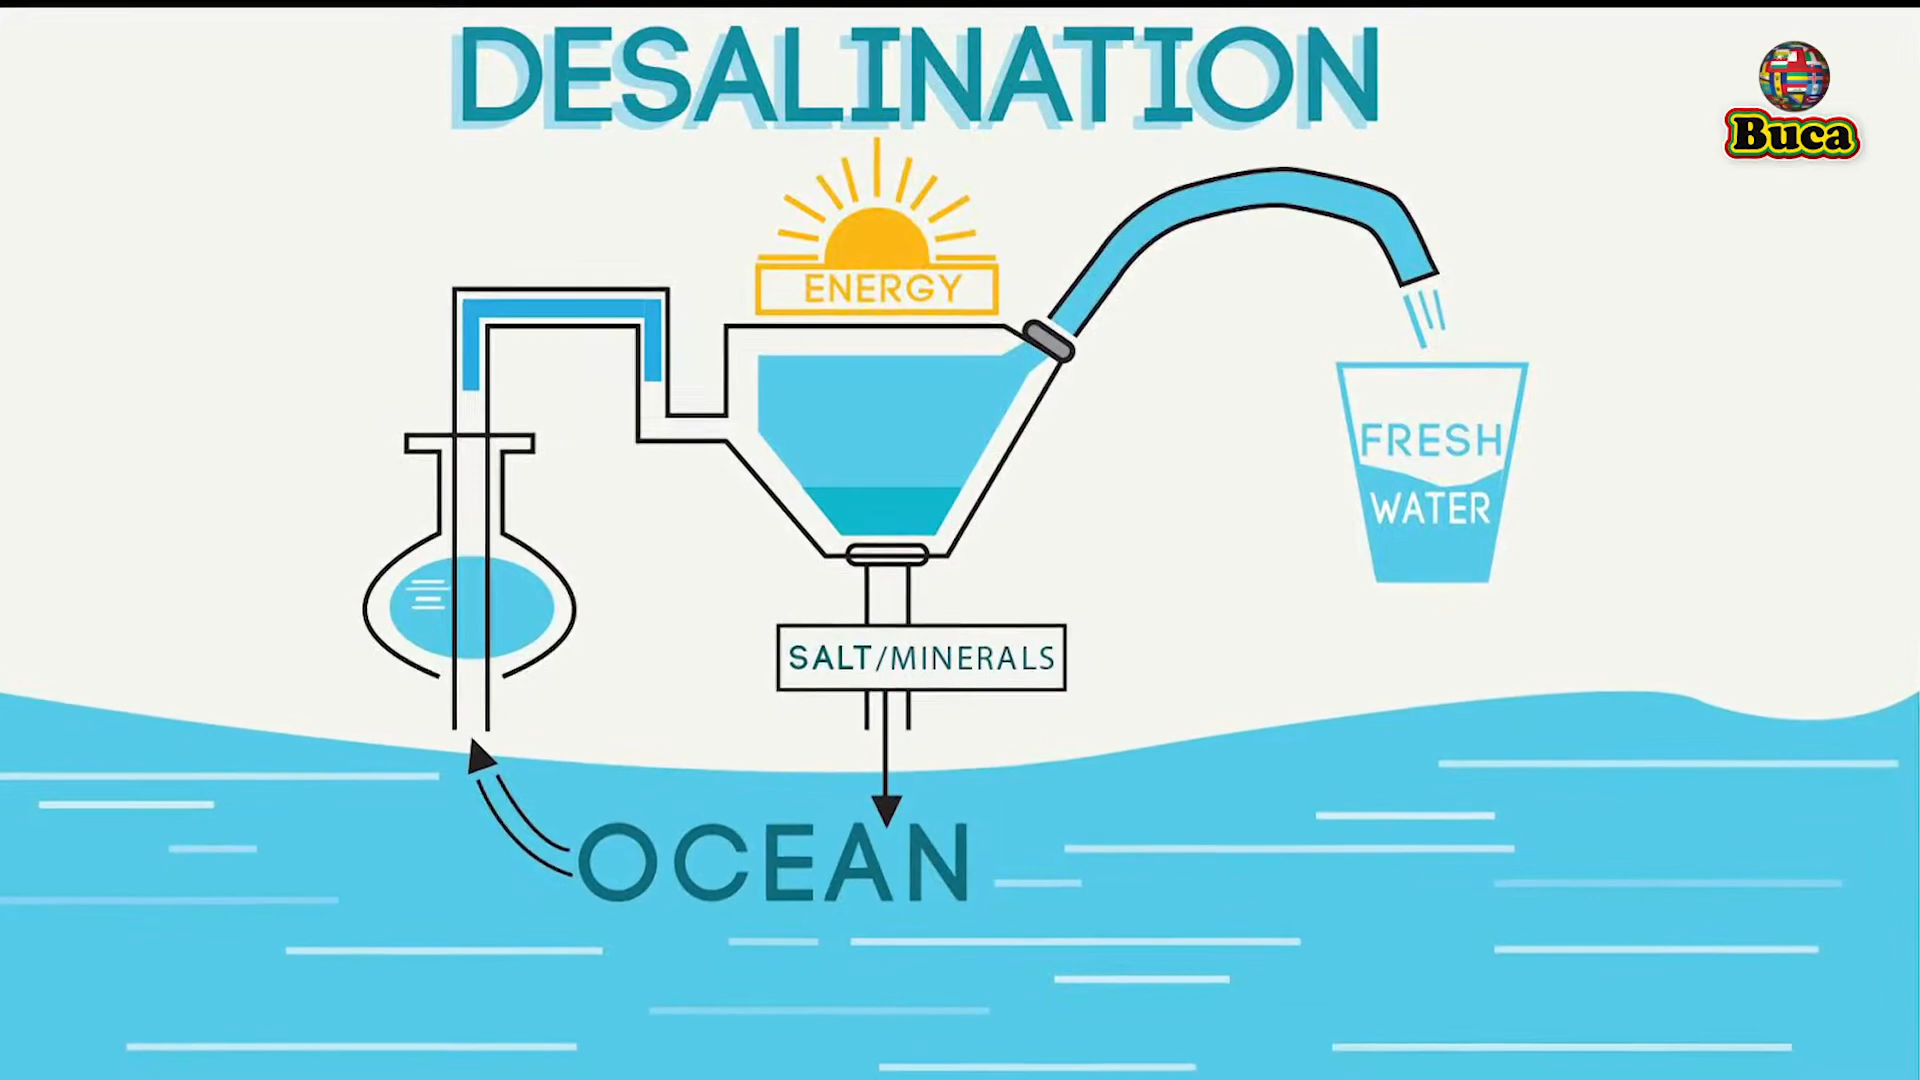 DESALINATION
Buca
ENERGY
FRESH
WATER
SALT/MINERALS
OCEAN